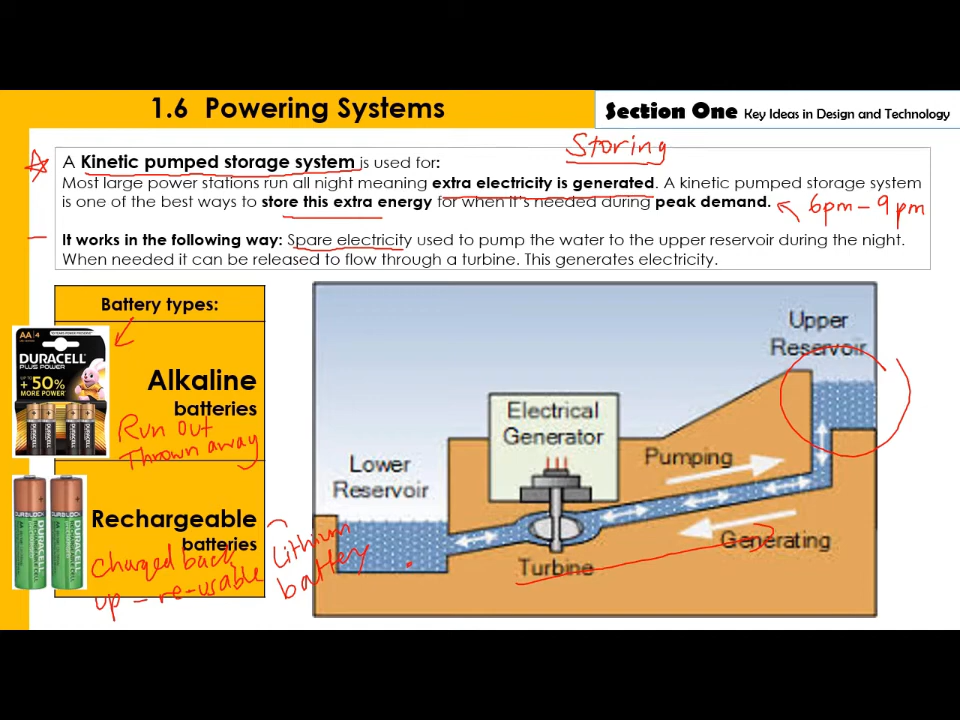 1.6 Powering Systems
Section One Key Ideas in Design and Technology
Storing
A Kinetic pumped storage system is used for:
Most large power stations run all night meaning extra electricity is generated. A kinetic pumped storage system
is one of the best ways to store this extra energy for when it's needed during peak demand.
6pm - 9pm
It works in the following way: Spare electricity used to pump the water to the upper reservoir during the night.
When needed it can be released to flow through a turbine. This generates electricity.
Battery types:
AA 4
DURACELL
PLUS POWER
+50%
MORE POWER
Alkaline
batteries
Run out
Thrown away
DURACELL
DURACELL
Rechargeable
batteries
Charged back
up - re-usable
Lithium
battery
Upper
Reservoir
Electrical
Generator
Pumping
Lower
Reservoir
Generating
Turbine